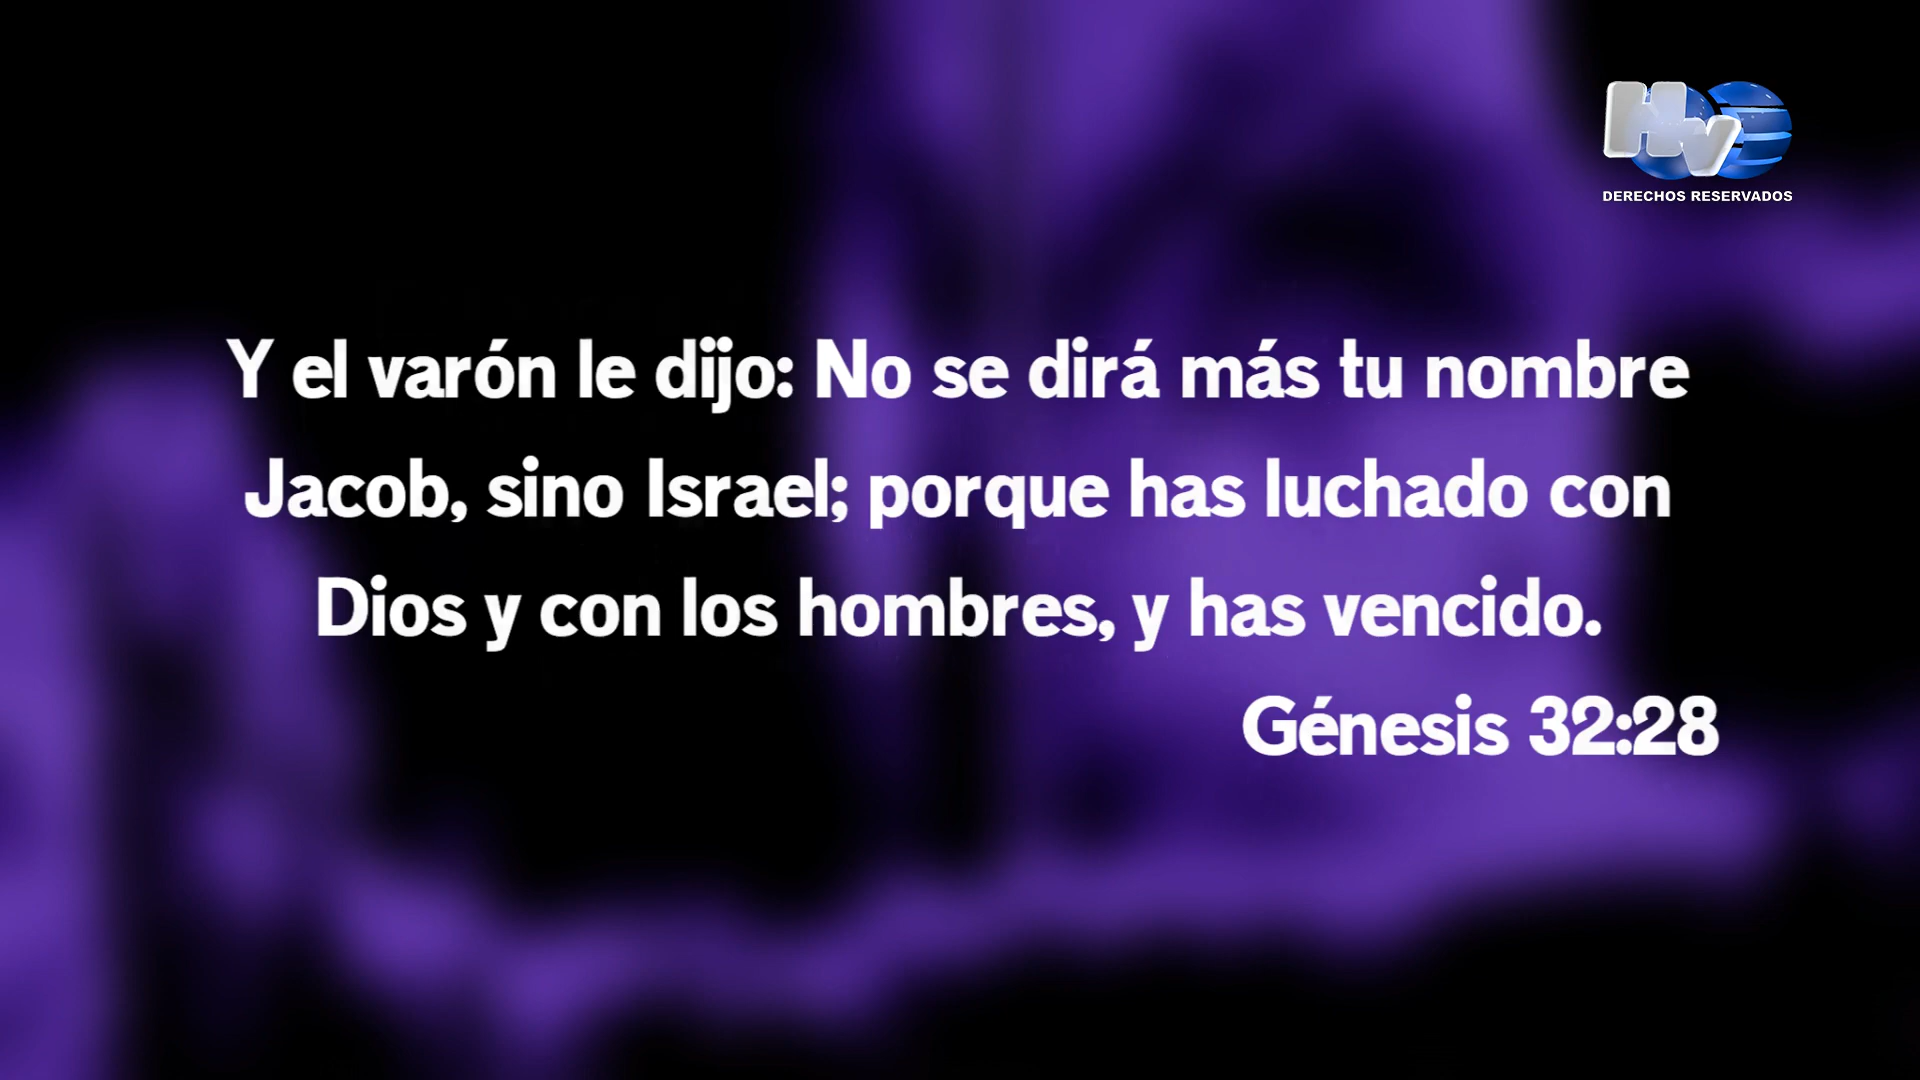 HV
DERECHOS RESERVADOS
Y el varón le dijo: No se dirá más tu nombre
Jacob, sino Israel; porque has luchado con
Dios y con los hombres, y has vencido.
Génesis 32:28